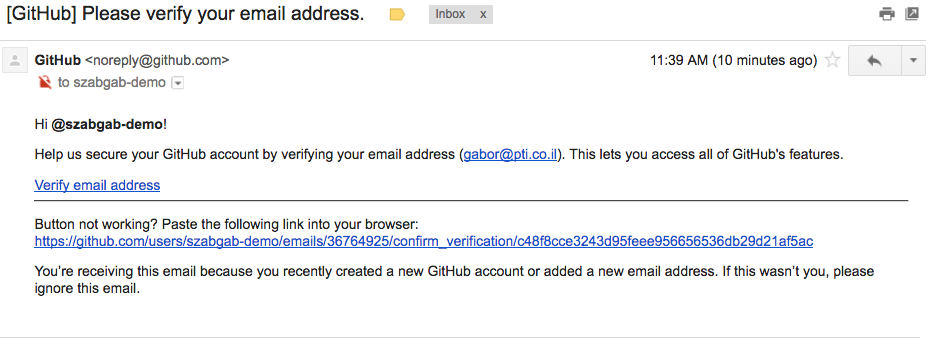 [GitHub] Please verify your email address.
Inbox x
GitHub <noreply@github.com>
11:39 AM (10 minutes ago)
to szabgab-demo
Hi @szabgab-demo!
Help us secure your GitHub account by verifying your email address (gabor@pti.co.il). This lets you access all of GitHub's features.
Verify email address
Button not working? Paste the following link into your browser:
https://github.com/users/szabgab-demo/emails/36764925/confirm_verification/c48f8cce3243d95feee956656536db29d21af5ac
You’re receiving this email because you recently created a new GitHub account or added a new email address. If this wasn’t you, please
ignore this email.